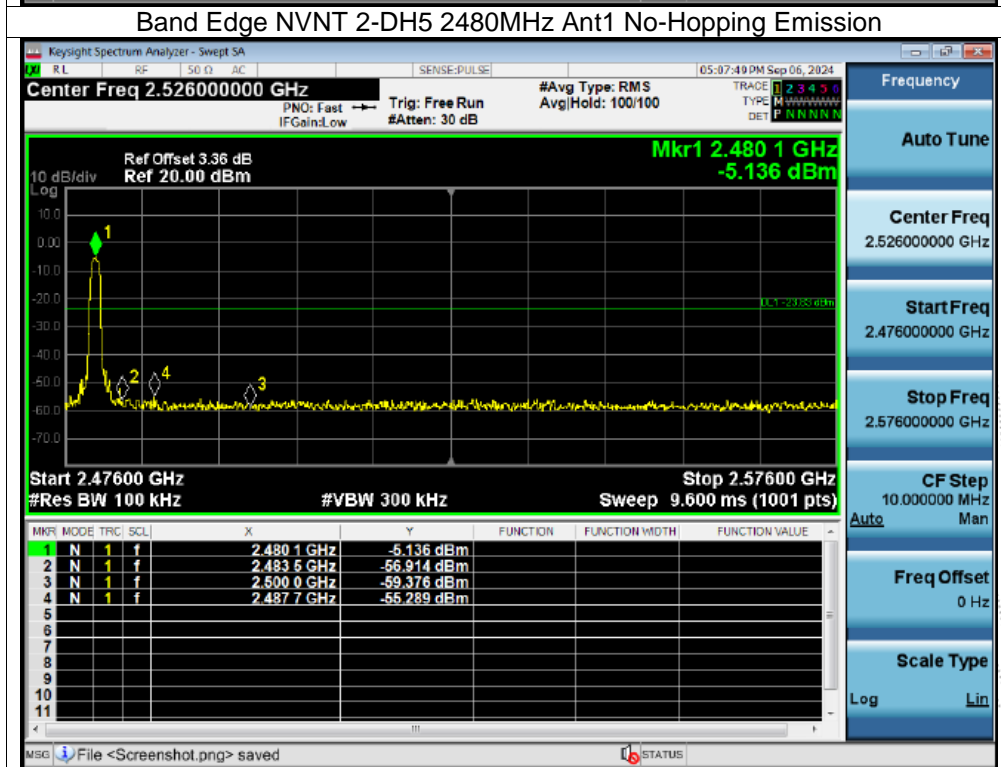 Band Edge NVNT 2-DH5 2480MHz Ant1 No-Hopping Emission
Keysight Spectrum Analyzer - Swept SA
LXI RL RF 50 Ω AC SENSE:PULSE 05:07:49 PM Sep 06, 2024
Center Freq 2.526000000 GHz #Avg Type: RMS TRACE 1 2 3 4 5 6
PNO: Fast Trig: Free Run Avg|Hold: 100/100 TYPE M WWWWW
IFGain:Low #Atten: 30 dB DET P N N N N N
Ref Offset 3.36 dB Mkr1 2.480 1 GHz
10 dB/div Ref 20.00 dBm -5.136 dBm
Log
10.0
0.00
-10.0
-20.0
-30.0
-40.0
-50.0
-60.0
-70.0
1
2
4
3
DL1 -23.83 dBm
Start 2.47600 GHz Stop 2.57600 GHz
#Res BW 100 kHz #VBW 300 kHz Sweep 9.600 ms (1001 pts)
MKR MODE TRC SCL X Y FUNCTION FUNCTION WIDTH FUNCTION VALUE
1 N 1 f 2.480 1 GHz -5.136 dBm
2 N 1 f 2.483 5 GHz -56.914 dBm
3 N 1 f 2.500 0 GHz -59.376 dBm
4 N 1 f 2.487 7 GHz -55.289 dBm
5
6
7
8
9
10
11
MSG File <Screenshot.png> saved STATUS
Frequency
Auto Tune
Center Freq
2.526000000 GHz
Start Freq
2.476000000 GHz
Stop Freq
2.576000000 GHz
CF Step
10.000000 MHz
Auto Man
Freq Offset
0 Hz
Scale Type
Log Lin